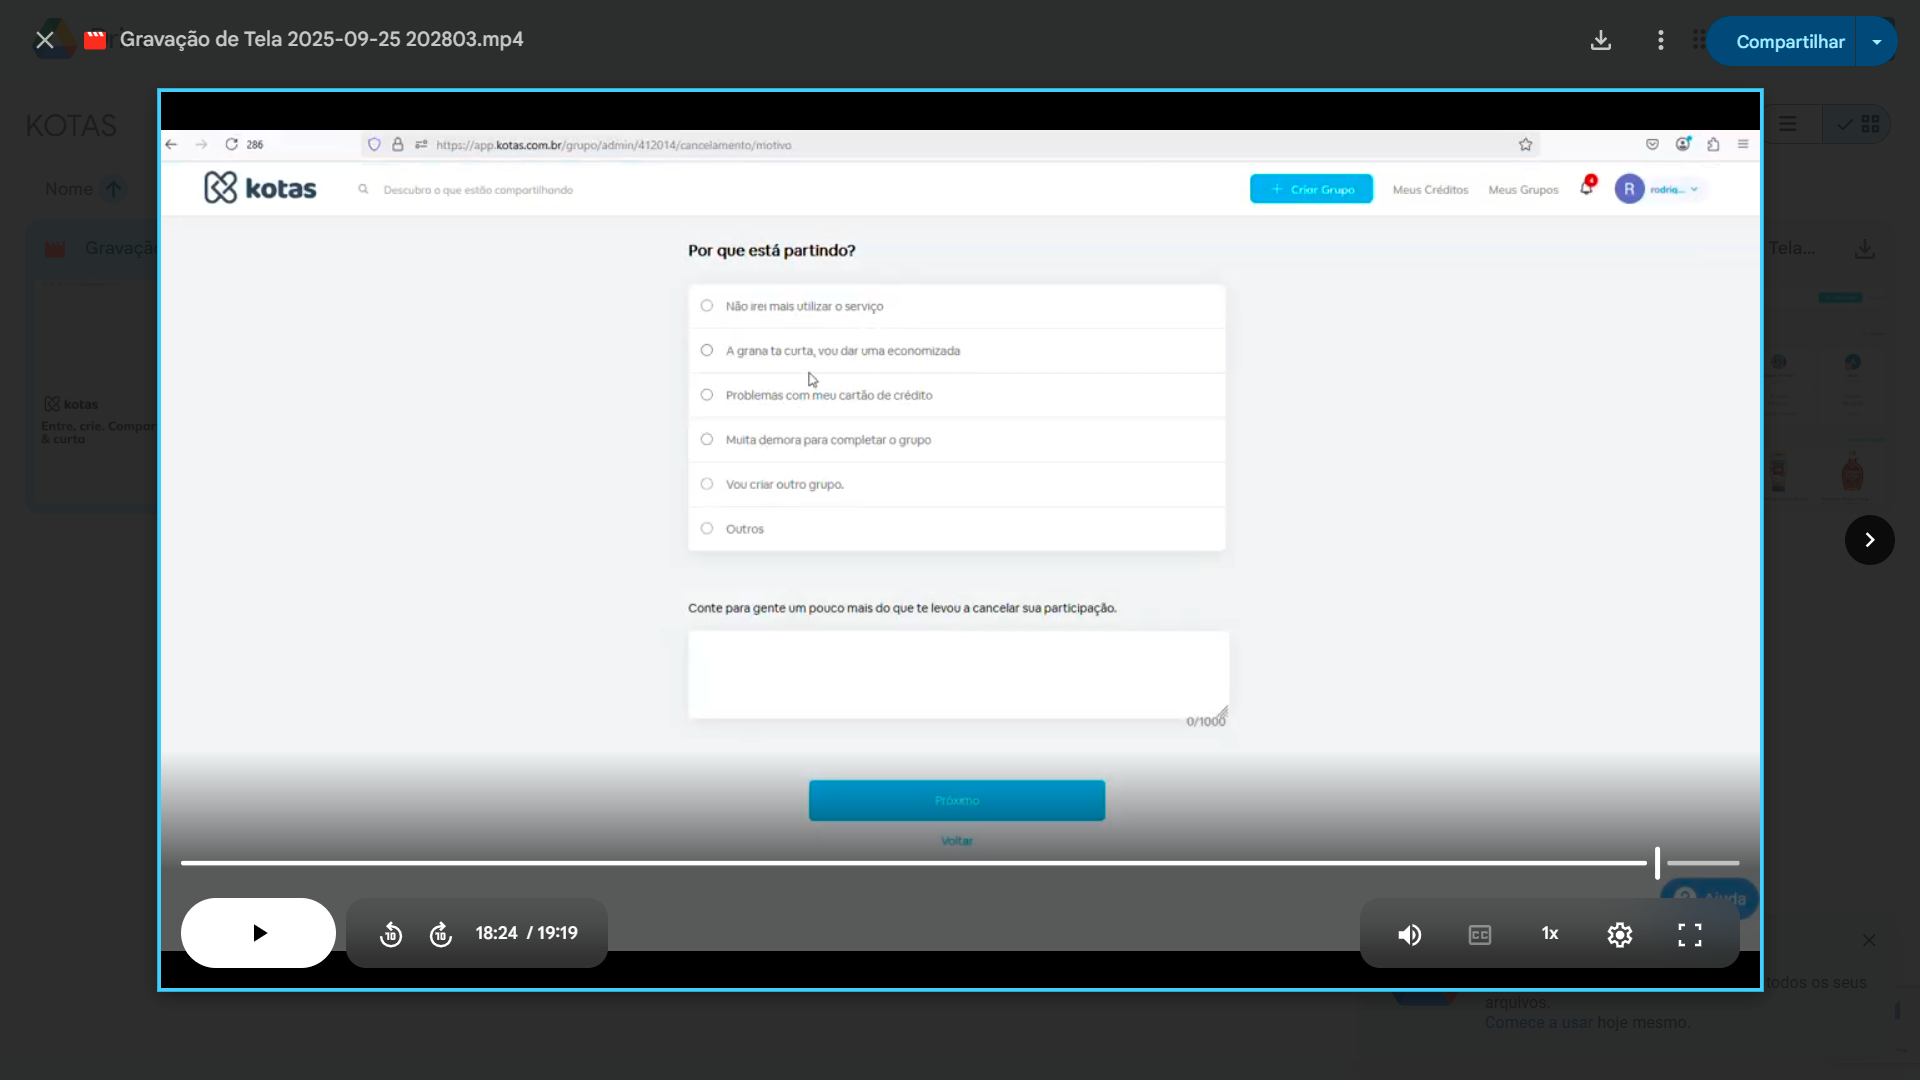 Gravação de Tela 2025-09-25 202803.mp4
Compartilhar
KOTAS
Nome
286
https://app.kotas.com.br/grupo/admin/412014/cancelamento/motivo
kotas
Descubra o que estão compartilhando
+ Criar Grupo
Meus Créditos
Meus Grupos
4
R
rodrig...
Gravação
Tela...
Por que está partindo?
Não irei mais utilizar o serviço
A grana ta curta, vou dar uma economizada
Problemas com meu cartão de crédito
Muita demora para completar o grupo
Vou criar outro grupo.
Outros
kotas
Entre, crie. Compar
& curta
Conte para gente um pouco mais do que te levou a cancelar sua participação.
0/1000
Próximo
Voltar
Ajuda
10
10
18:24 / 19:19
CC
1x
todos os seus
arquivos.
Comece a usar hoje mesmo.